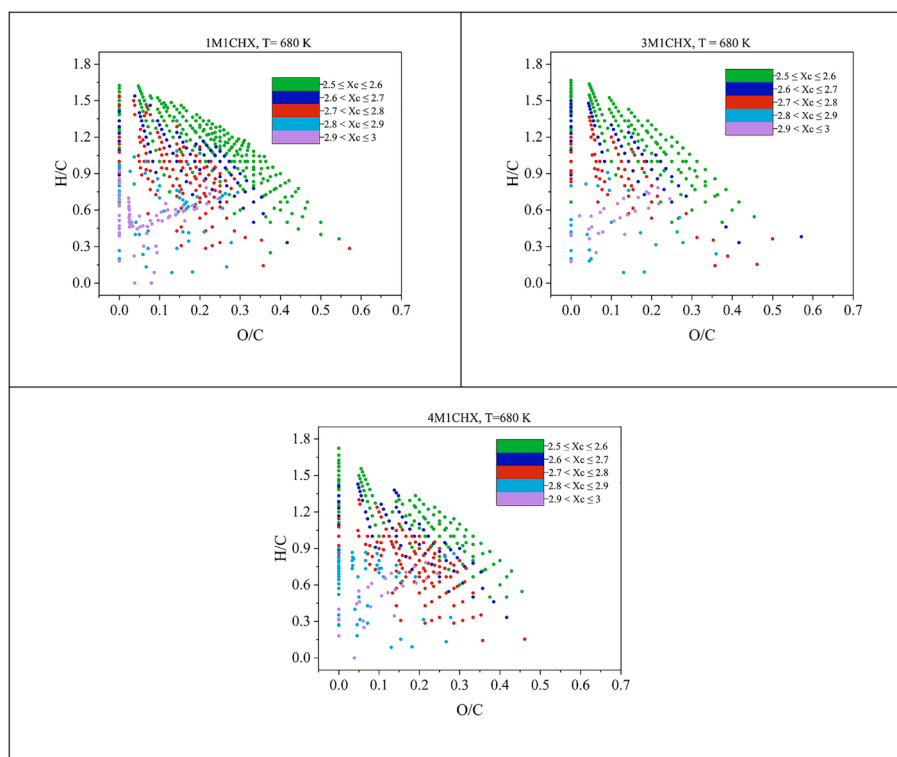 1M1CHX, T= 680 K
1.8
1.5
1.2
0.9
0.6
0.3
0.0
H/C
2.5 ≤ Xc ≤ 2.6
2.6 < Xc ≤ 2.7
2.7 < Xc ≤ 2.8
2.8 < Xc ≤ 2.9
2.9 < Xc ≤ 3
0.0 0.1 0.2 0.3 0.4 0.5 0.6 0.7
O/C
3M1CHX, T= 680 K
1.8
1.5
1.2
0.9
0.6
0.3
0.0
H/C
2.5 ≤ Xc ≤ 2.6
2.6 < Xc ≤ 2.7
2.7 < Xc ≤ 2.8
2.8 < Xc ≤ 2.9
2.9 < Xc ≤ 3
0.0 0.1 0.2 0.3 0.4 0.5 0.6 0.7
O/C
4M1CHX, T=680 K
1.8
1.5
1.2
0.9
0.6
0.3
0.0
H/C
2.5 ≤ Xc ≤ 2.6
2.6 < Xc ≤ 2.7
2.7 < Xc ≤ 2.8
2.8 < Xc ≤ 2.9
2.9 < Xc ≤ 3
0.0 0.1 0.2 0.3 0.4 0.5 0.6 0.7
O/C